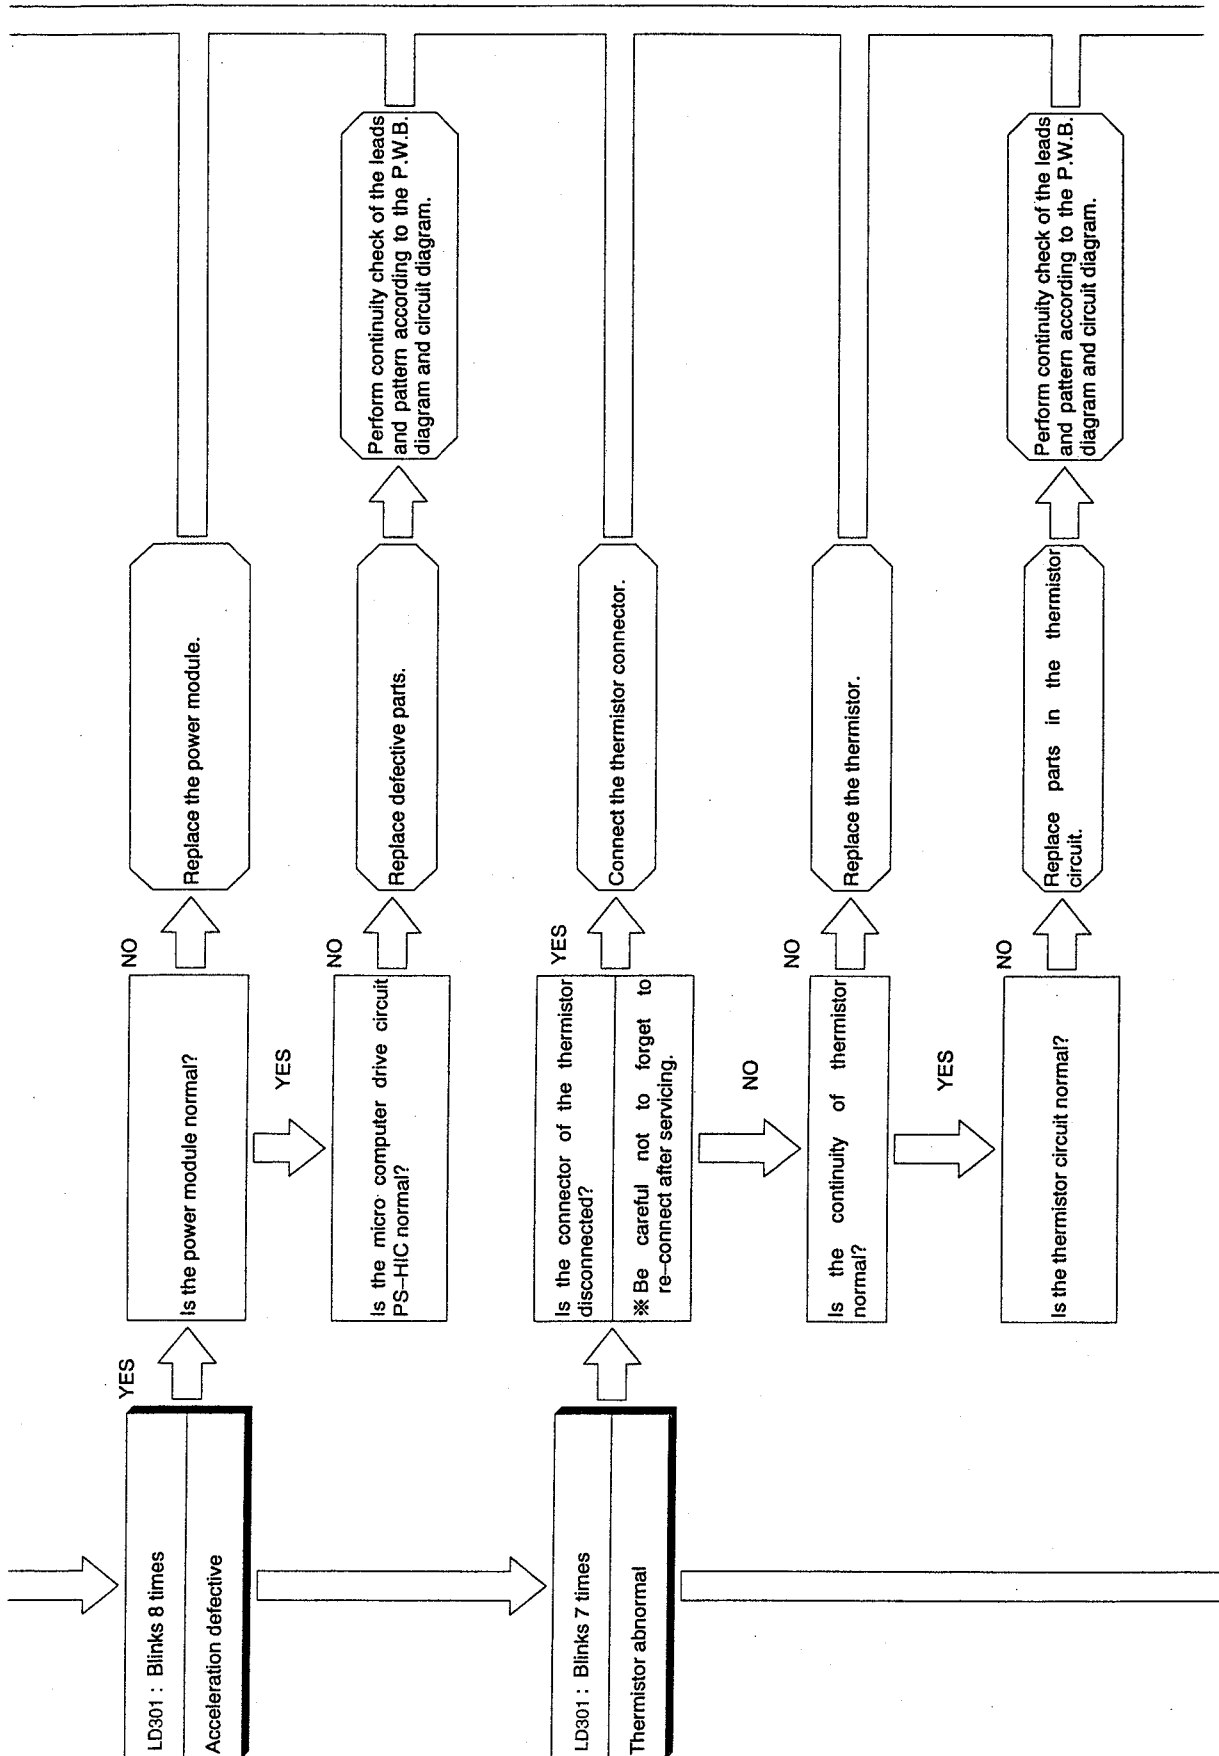 LD301 : Blinks 8 times
Acceleration defective
YES
Is the power module normal?
NO
Replace the power module.
YES
Is the micro computer drive circuit
PS–HIC normal?
NO
Replace defective parts.
Perform continuity check of the leads
and pattern according to the P.W.B.
diagram and circuit diagram.
LD301 : Blinks 7 times
Thermistor abnormal
Is the connector of the thermistor
disconnected?
※ Be careful not to forget to
re–connect after servicing.
YES
Connect the thermistor connector.
NO
Is the continuity of thermistor
normal?
NO
Replace the thermistor.
YES
Is the thermistor circuit normal?
NO
Replace parts in the thermistor
circuit.
Perform continuity check of the leads
and pattern according to the P.W.B.
diagram and circuit diagram.